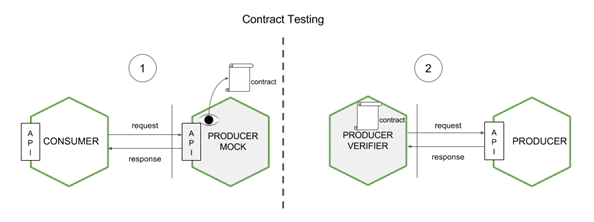 Contract Testing
1
contract
A
P
I
CONSUMER
request
response
A
P
I
PRODUCER
MOCK
2
contract
PRODUCER
VERIFIER
request
response
A
P
I
PRODUCER